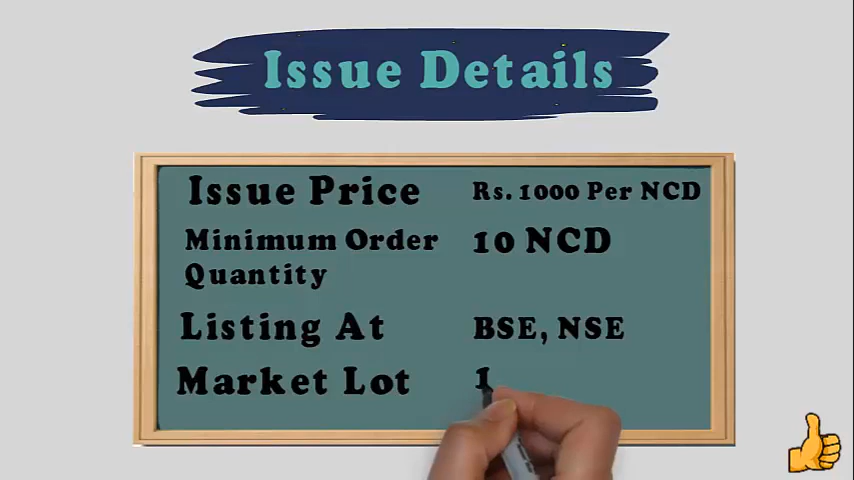 Issue Details
Issue Price Rs. 1000 Per NCD
Minimum Order 10 NCD
Quantity
Listing At BSE, NSE
Market Lot 1